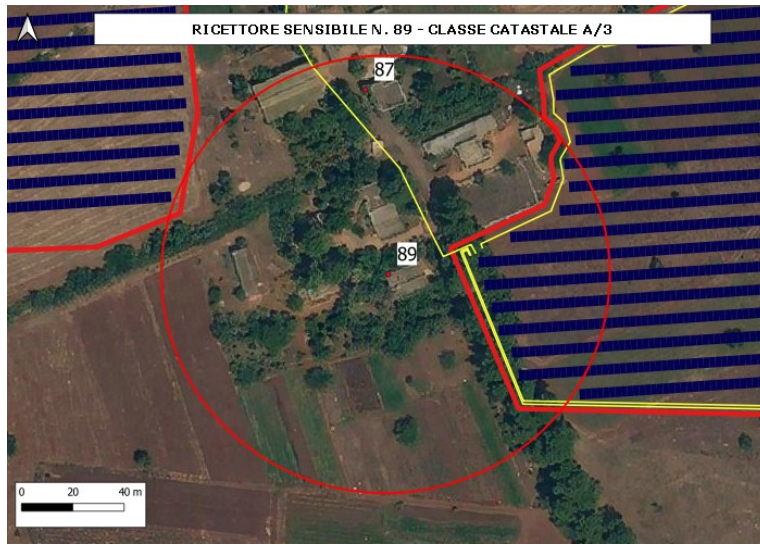 RICETTORE SENSIBILE N. 89 - CLASSE CATASTALE A/3
87
89
0 20 40 m